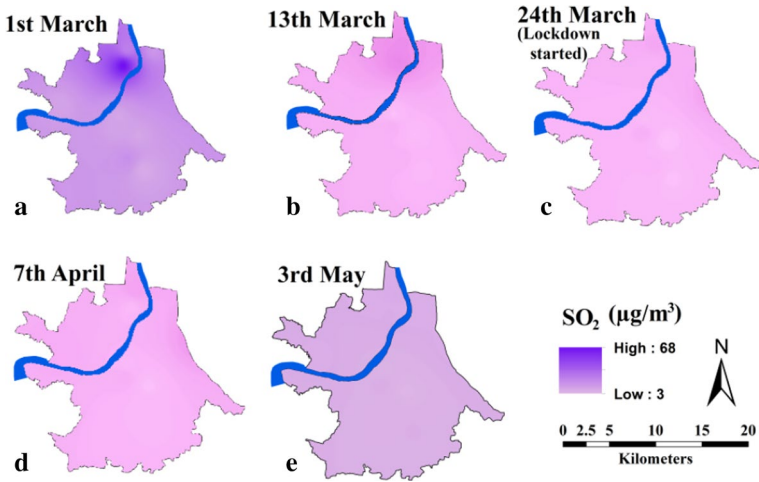 1st March
a
13th March
b
24th March
(Lockdown
started)
c
7th April
d
3rd May
e
SO₂ (µg/m³)
High : 68
Low : 3
N
0 2.5 5 10 15 20
Kilometers